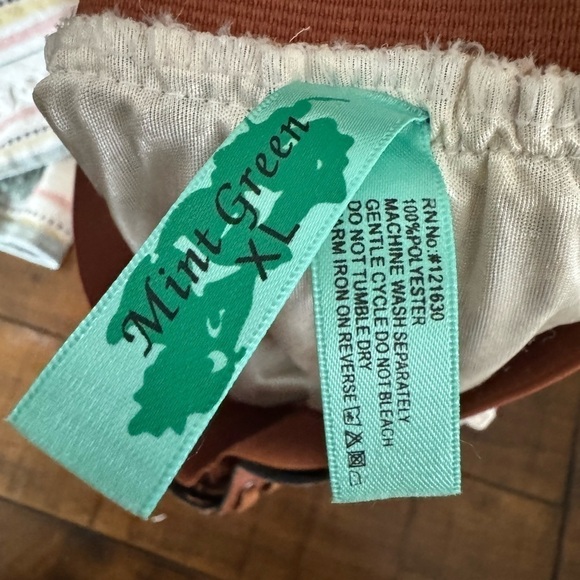 Mint Green
XL
RN No.:#121630
100%POLYESTER
MACHINE WASH SEPARATELY
GENTLE CYCLE DO NOT BLEACH
DO NOT TUMBLE DRY
ARM IRON ON REVERSE